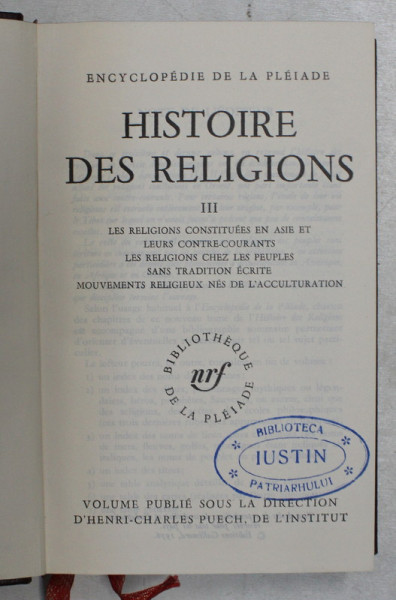 ENCYCLOPÉDIE DE LA PLÉIADE
HISTOIRE
DES RELIGIONS
III
LES RELIGIONS CONSTITUÉES EN ASIE ET
LEURS CONTRE-COURANTS
LES RELIGIONS CHEZ LES PEUPLES
SANS TRADITION ÉCRITE
MOUVEMENTS RELIGIEUX NÉS DE L'ACCULTURATION
BIBLIOTHÈQUE
nrf
DE LA PLÉIADE
BIBLIOTECA
IUSTIN
PATRIARHULUI
VOLUME PUBLIÉ SOUS LA DIRECTION
D'HENRI-CHARLES PUECH, DE L'INSTITUT